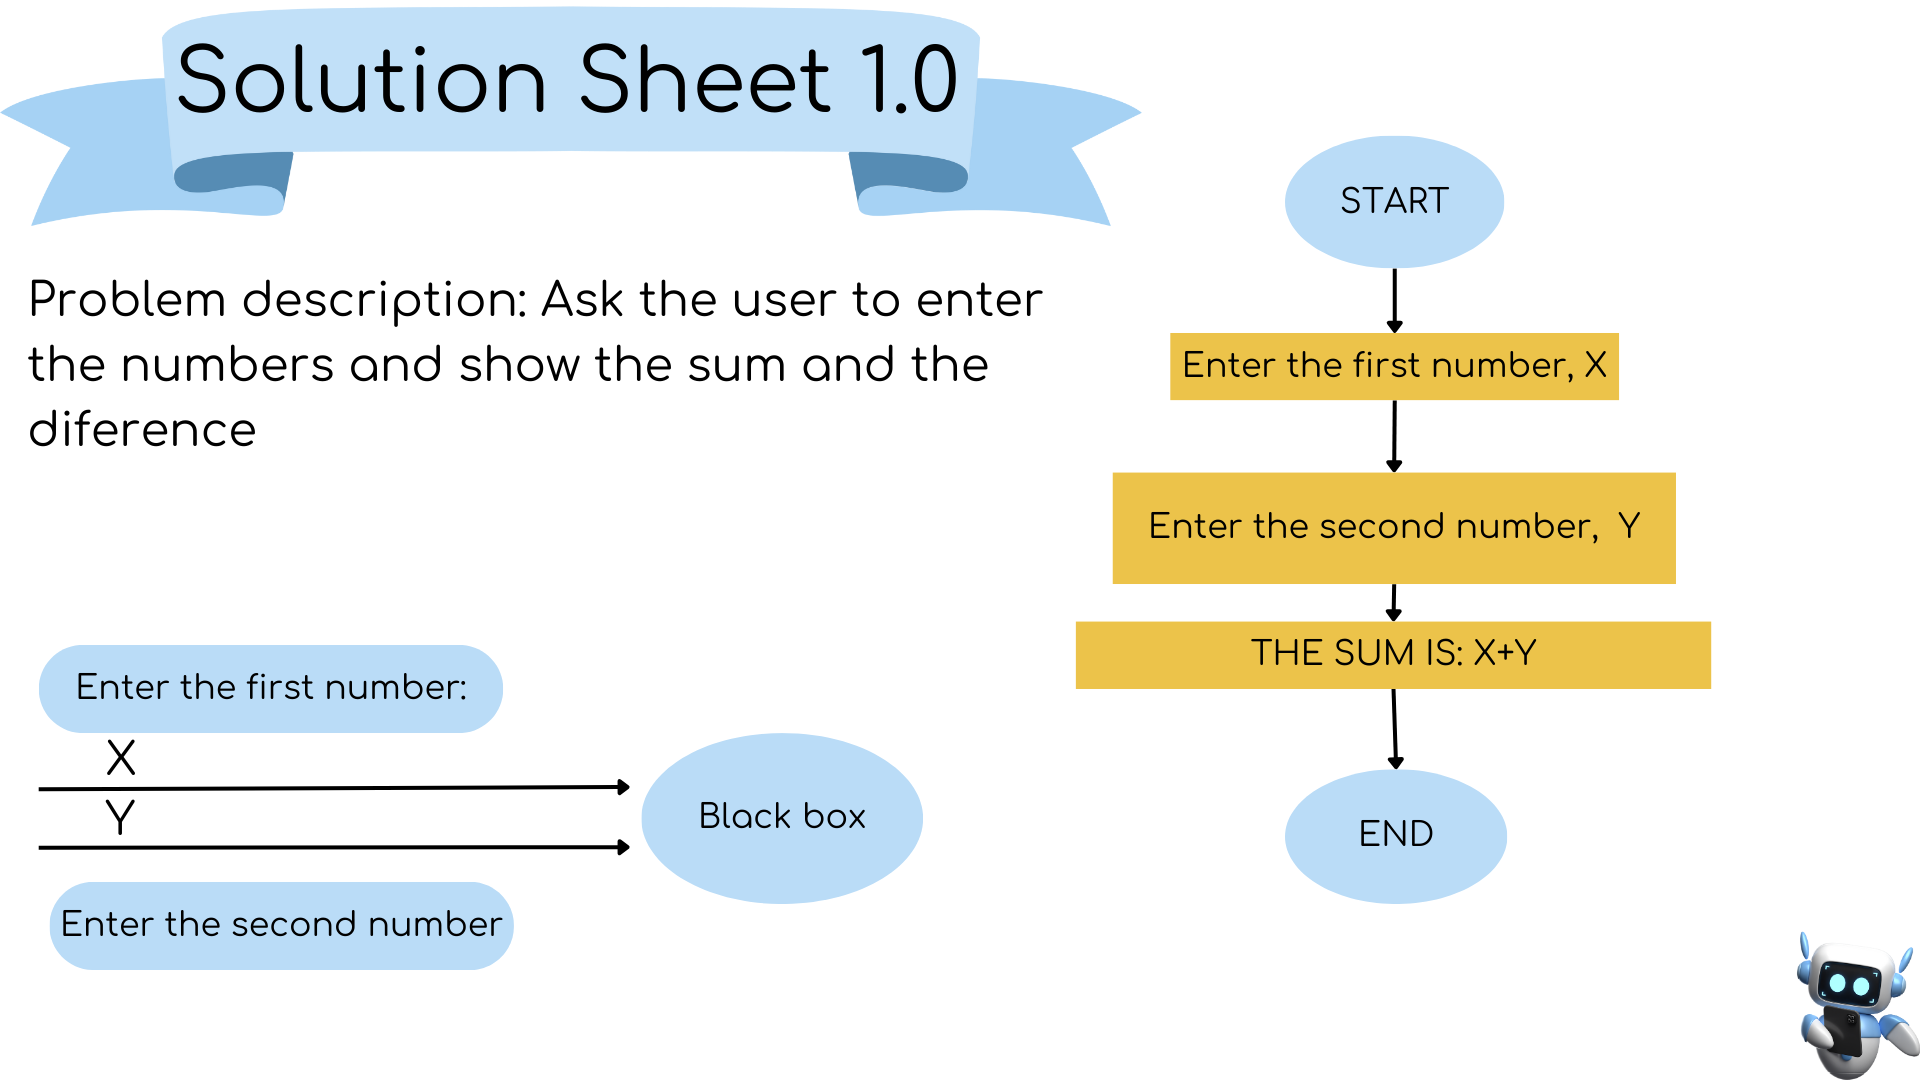 Solution Sheet 1.0
Problem description: Ask the user to enter
the numbers and show the sum and the
diference
Enter the first number:
X
Y
Enter the second number
Black box
START
Enter the first number, X
Enter the second number,  Y
THE SUM IS: X+Y
END